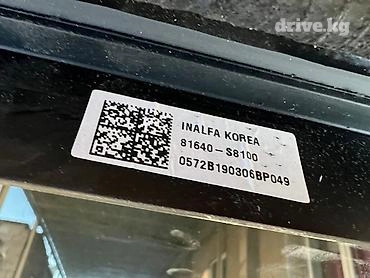 drive.kg
INALFA KOREA
81640-S8100
0572B190306BP049